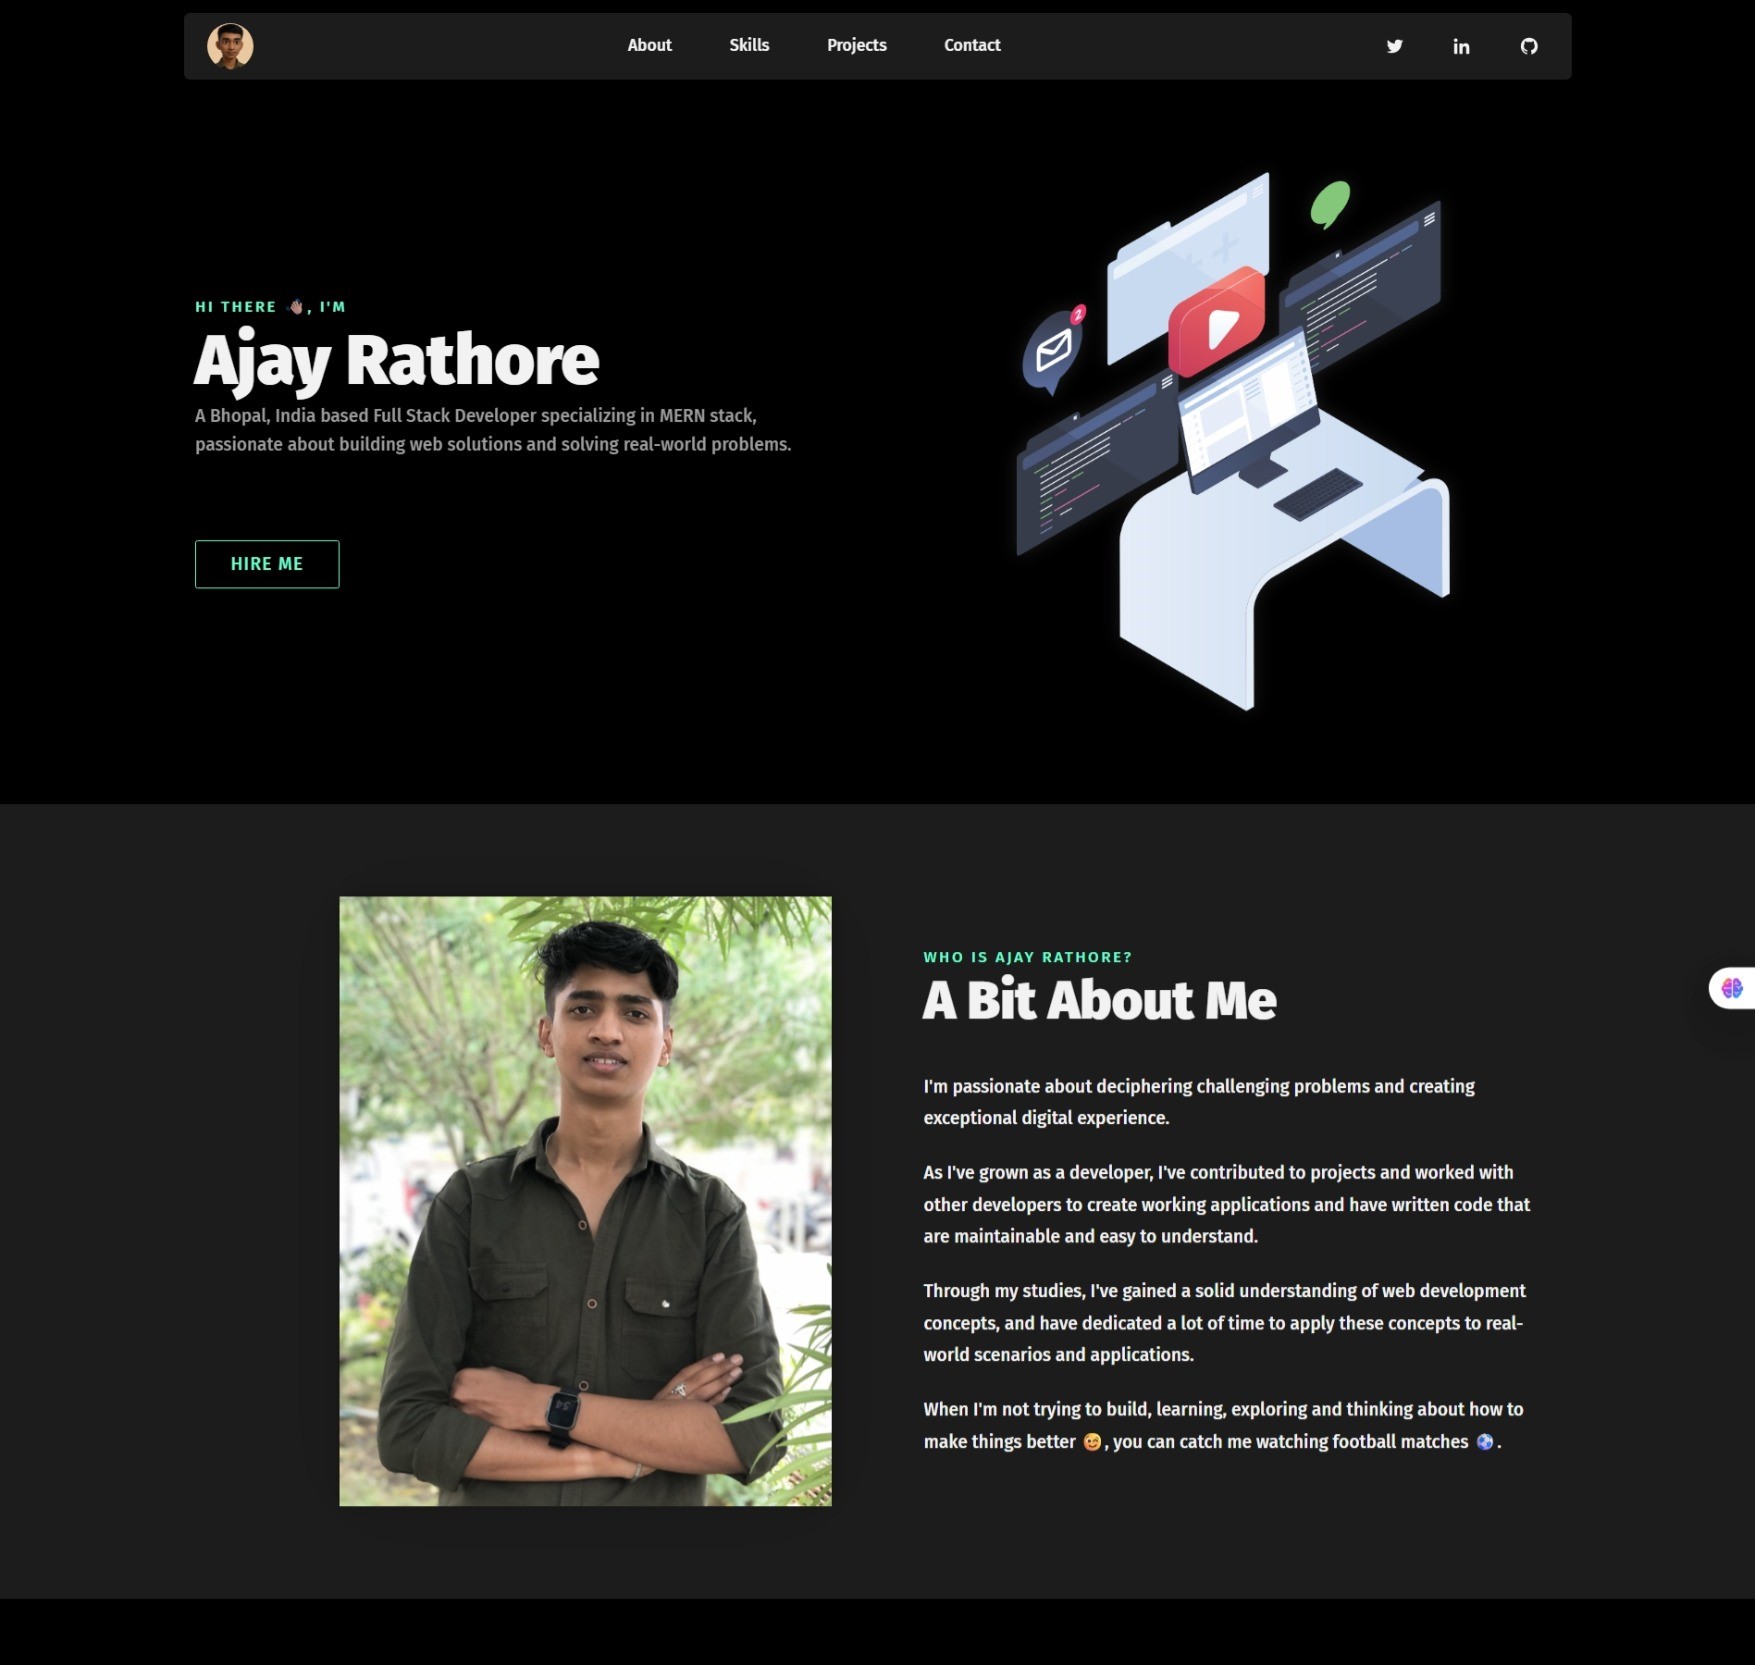 About Skills Projects Contact
HI THERE 👋🏽, I'M
Ajay Rathore
A Bhopal, India based Full Stack Developer specializing in MERN stack,
passionate about building web solutions and solving real-world problems.
2
HIRE ME
WHO IS AJAY RATHORE?
A Bit About Me
I'm passionate about deciphering challenging problems and creating
exceptional digital experience.
As I've grown as a developer, I've contributed to projects and worked with
other developers to create working applications and have written code that
are maintainable and easy to understand.
Through my studies, I've gained a solid understanding of web development
concepts, and have dedicated a lot of time to apply these concepts to real-
world scenarios and applications.
When I'm not trying to build, learning, exploring and thinking about how to
make things better 😉, you can catch me watching football matches ⚽.